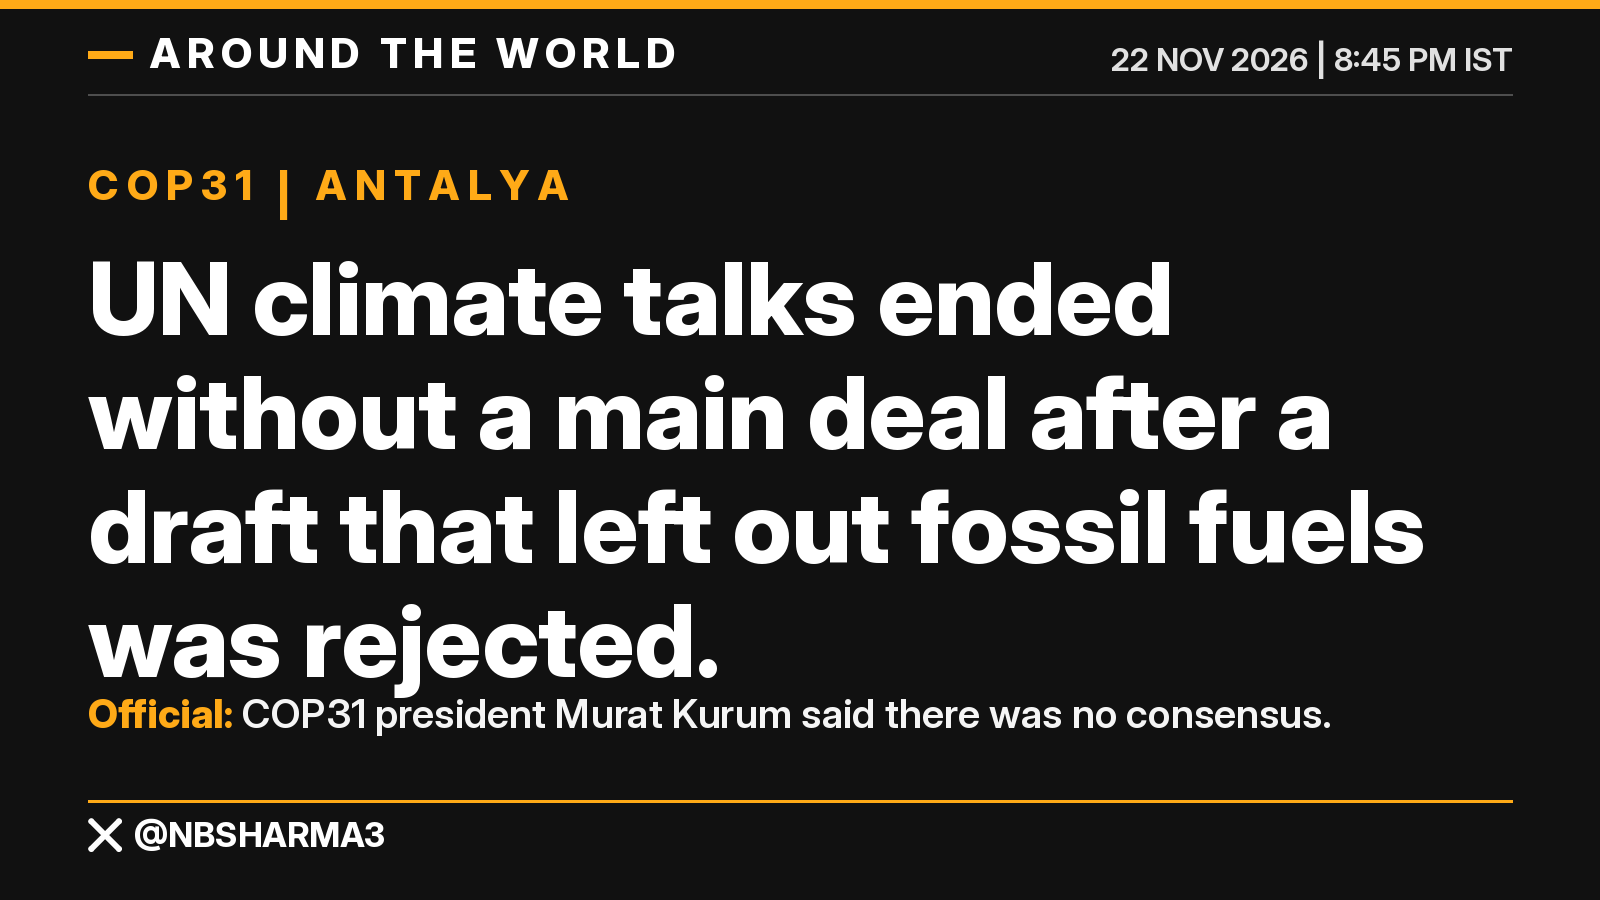 AROUND THE WORLD
22 NOV 2026 | 8:45 PM IST
COP31 | ANTALYA
UN climate talks ended
without a main deal after a
draft that left out fossil fuels
was rejected.
Official: COP31 president Murat Kurum said there was no consensus.
@NBSHARMA3